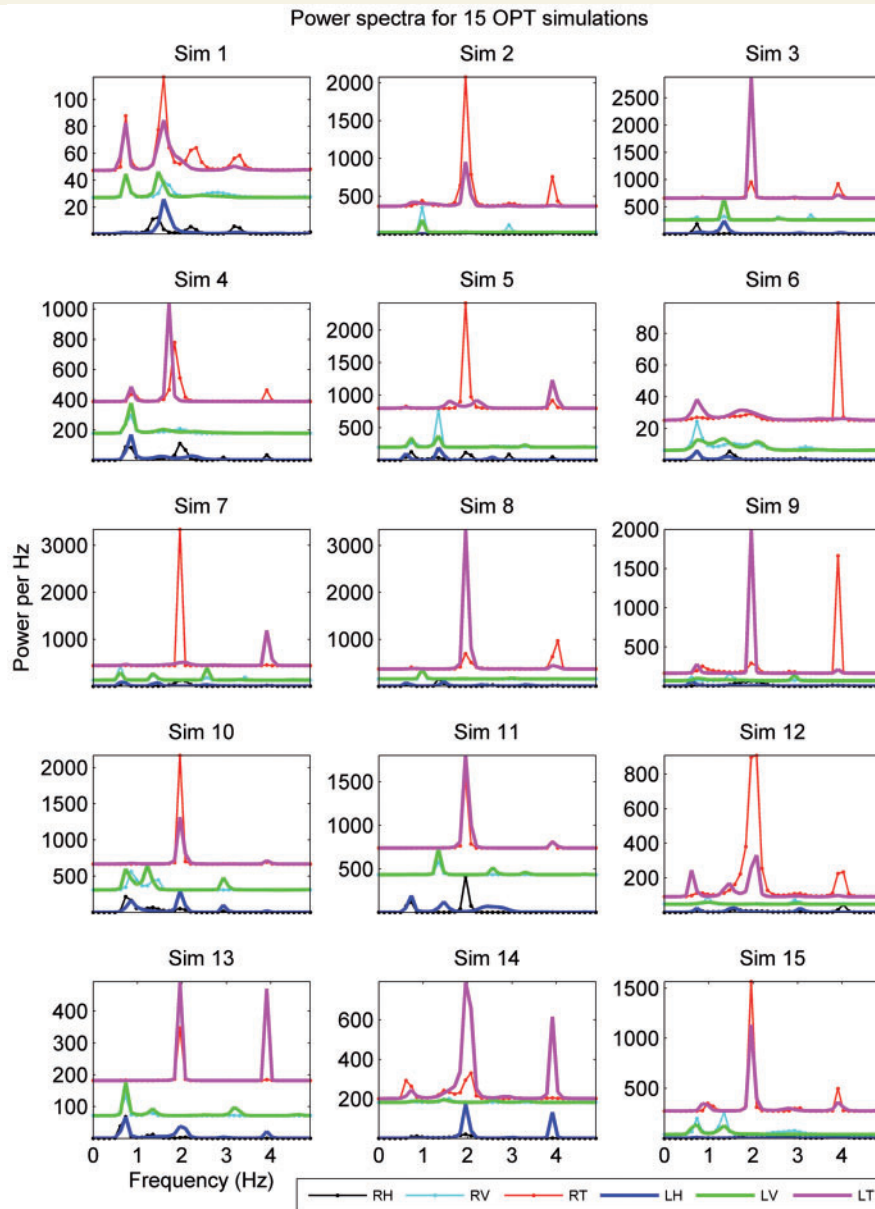 Power spectra for 15 OPT simulations
Sim 1
Sim 2
Sim 3
100
80
60
40
20
2000
1500
1000
500
2500
2000
1500
1000
500
Sim 4
Sim 5
Sim 6
1000
800
600
400
200
2000
1500
1000
500
80
60
40
20
Sim 7
Sim 8
Sim 9
3000
2000
1000
3000
2000
1000
2000
1500
1000
500
Sim 10
Sim 11
Sim 12
2000
1500
1000
500
1500
1000
500
800
600
400
200
Sim 13
Sim 14
Sim 15
400
300
200
100
600
400
200
1500
1000
500
0 1 2 3 4
0 1 2 3 4
0 1 2 3 4
Power per Hz
Frequency (Hz)
RH RV RT LH LV LT